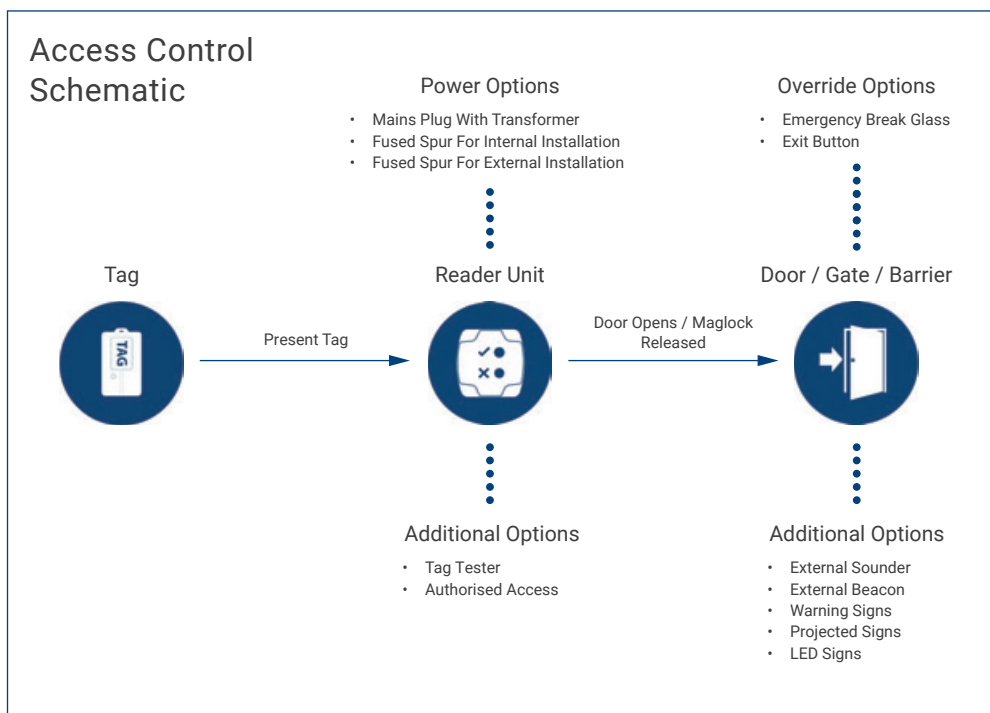 Access Control
Schematic
Power Options
• Mains Plug With Transformer
• Fused Spur For Internal Installation
• Fused Spur For External Installation
Override Options
• Emergency Break Glass
• Exit Button
Tag
TAG
Present Tag
Reader Unit
Door Opens / Maglock
Released
Door / Gate / Barrier
Additional Options
• Tag Tester
• Authorised Access
Additional Options
• External Sounder
• External Beacon
• Warning Signs
• Projected Signs
• LED Signs